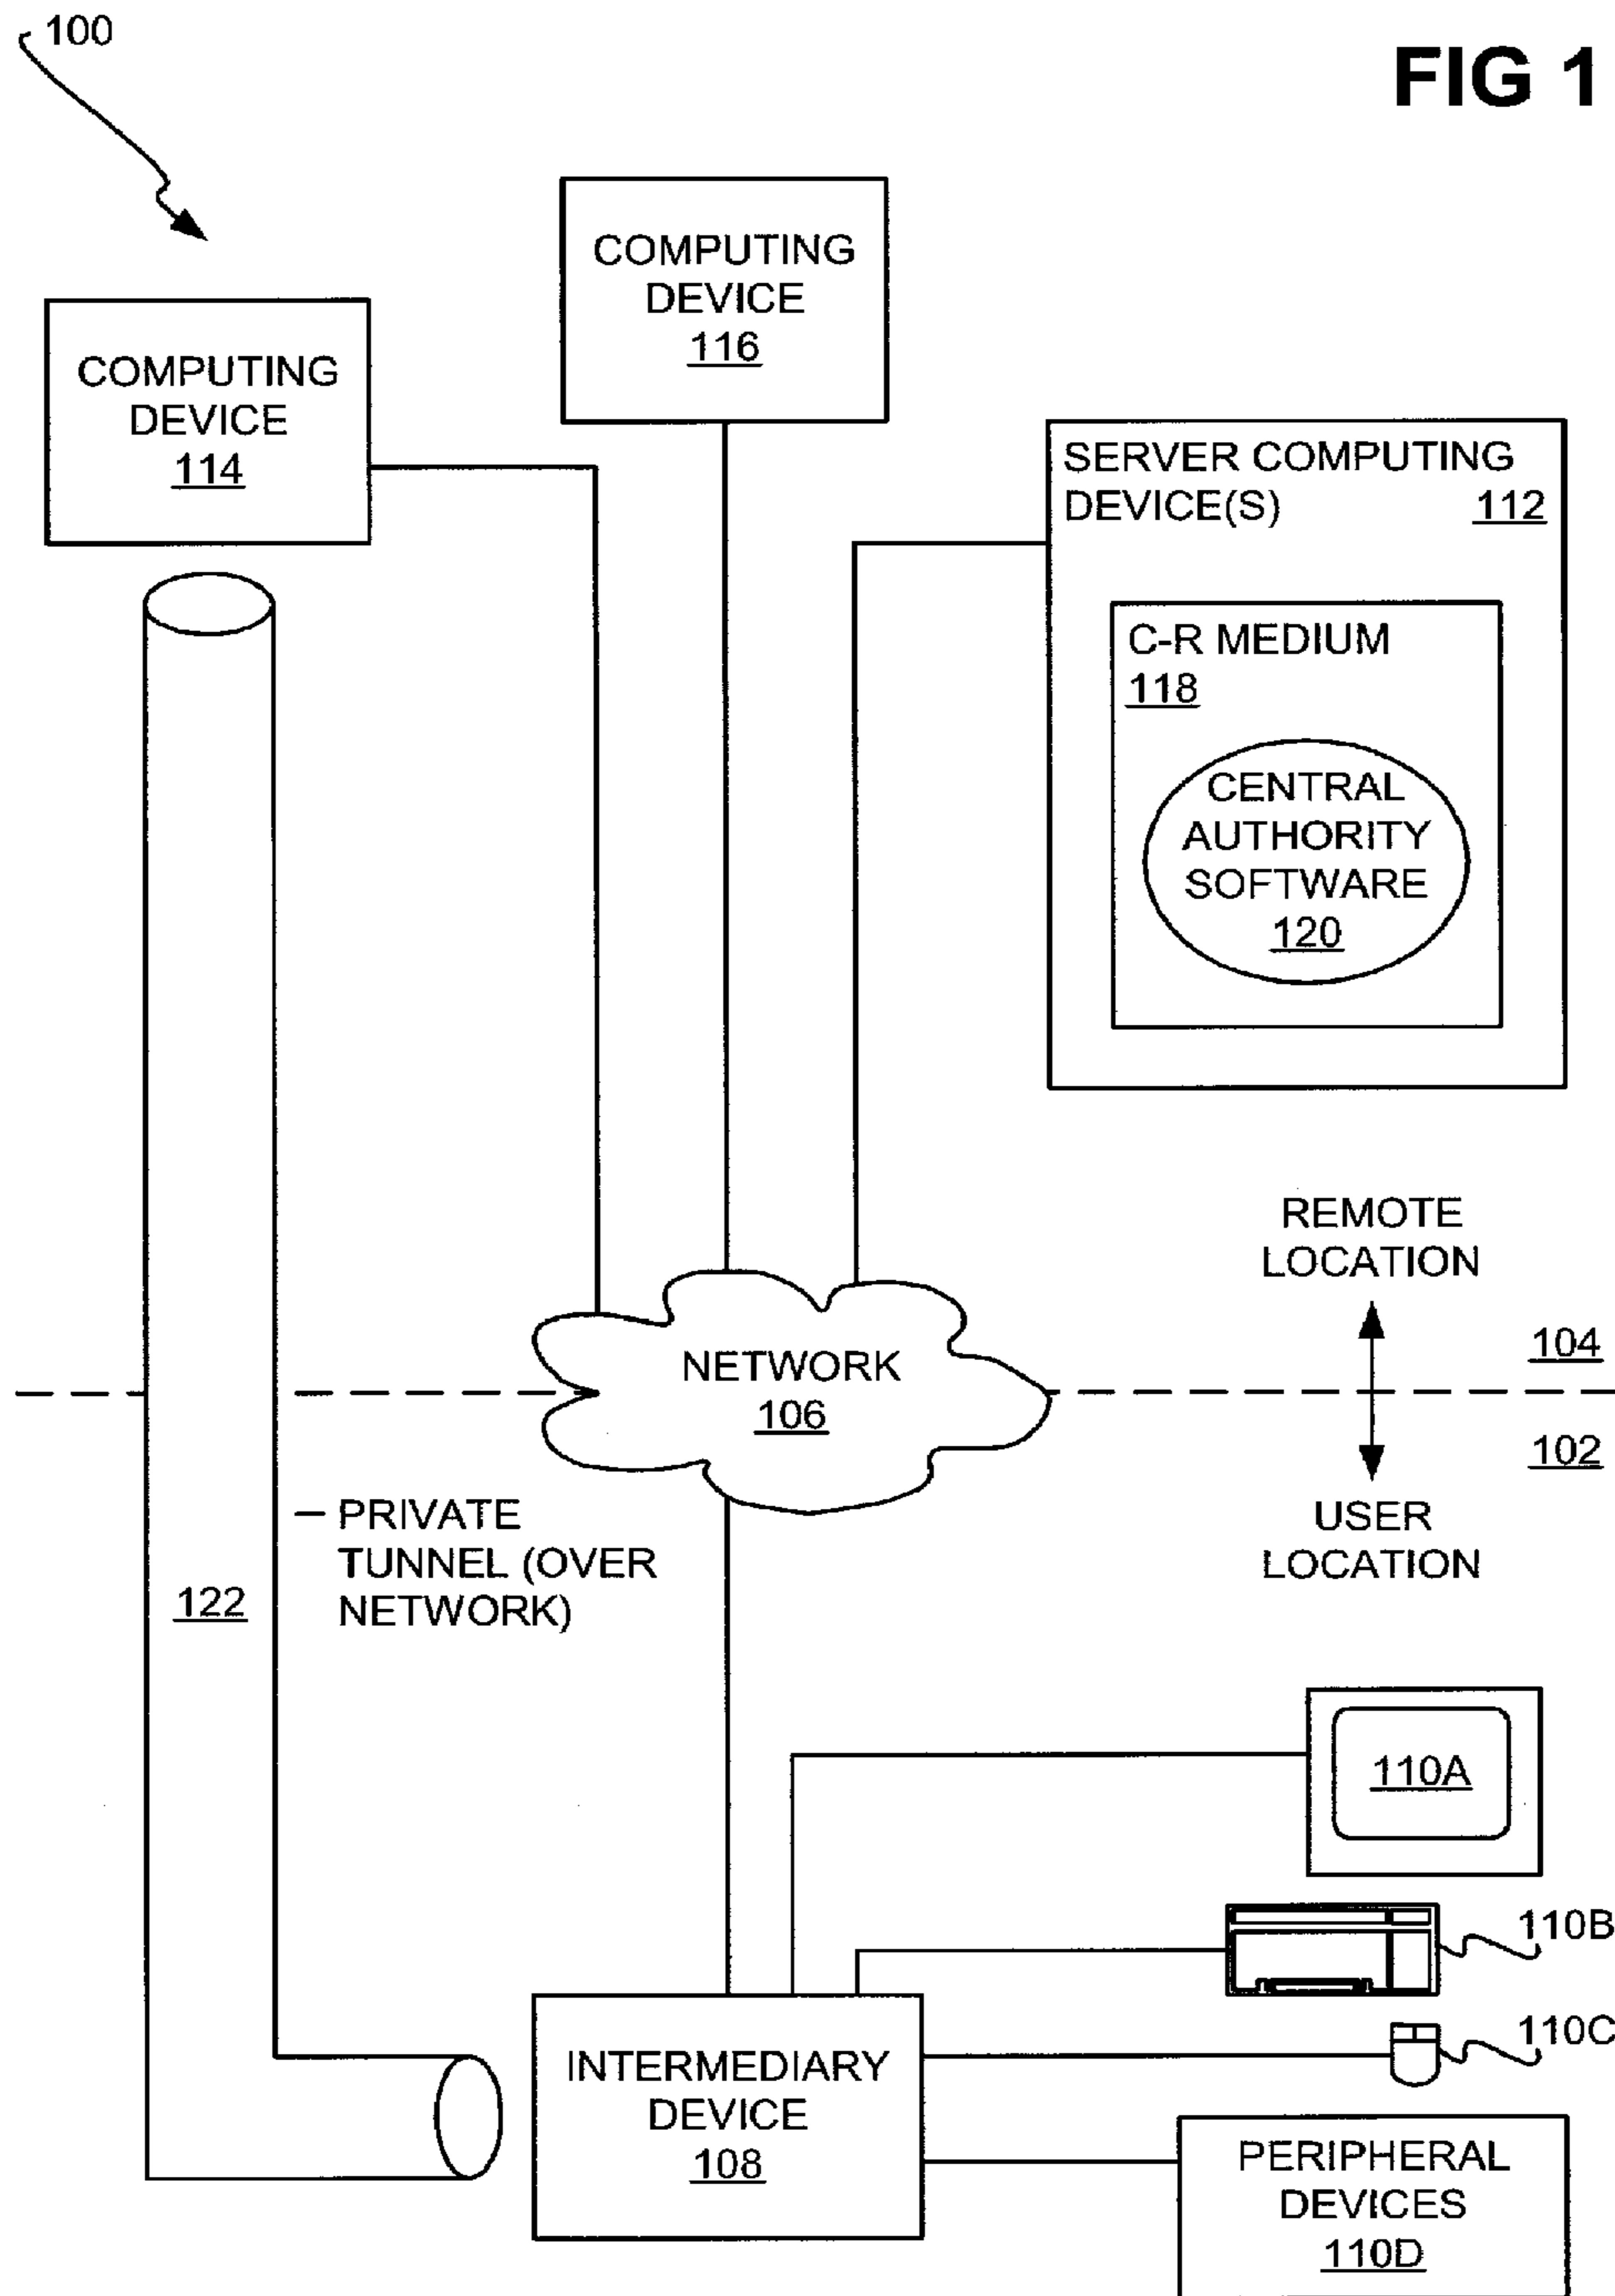 100
FIG 1
COMPUTING
DEVICE
116
COMPUTING
DEVICE
114
SERVER COMPUTING
DEVICE(S) 112
C-R MEDIUM
118
CENTRAL
AUTHORITY
SOFTWARE
120
REMOTE
LOCATION
104
NETWORK
106
102
USER
LOCATION
PRIVATE
TUNNEL (OVER
NETWORK)
122
110A
110B
110C
INTERMEDIARY
DEVICE
108
PERIPHERAL
DEVICES
110D